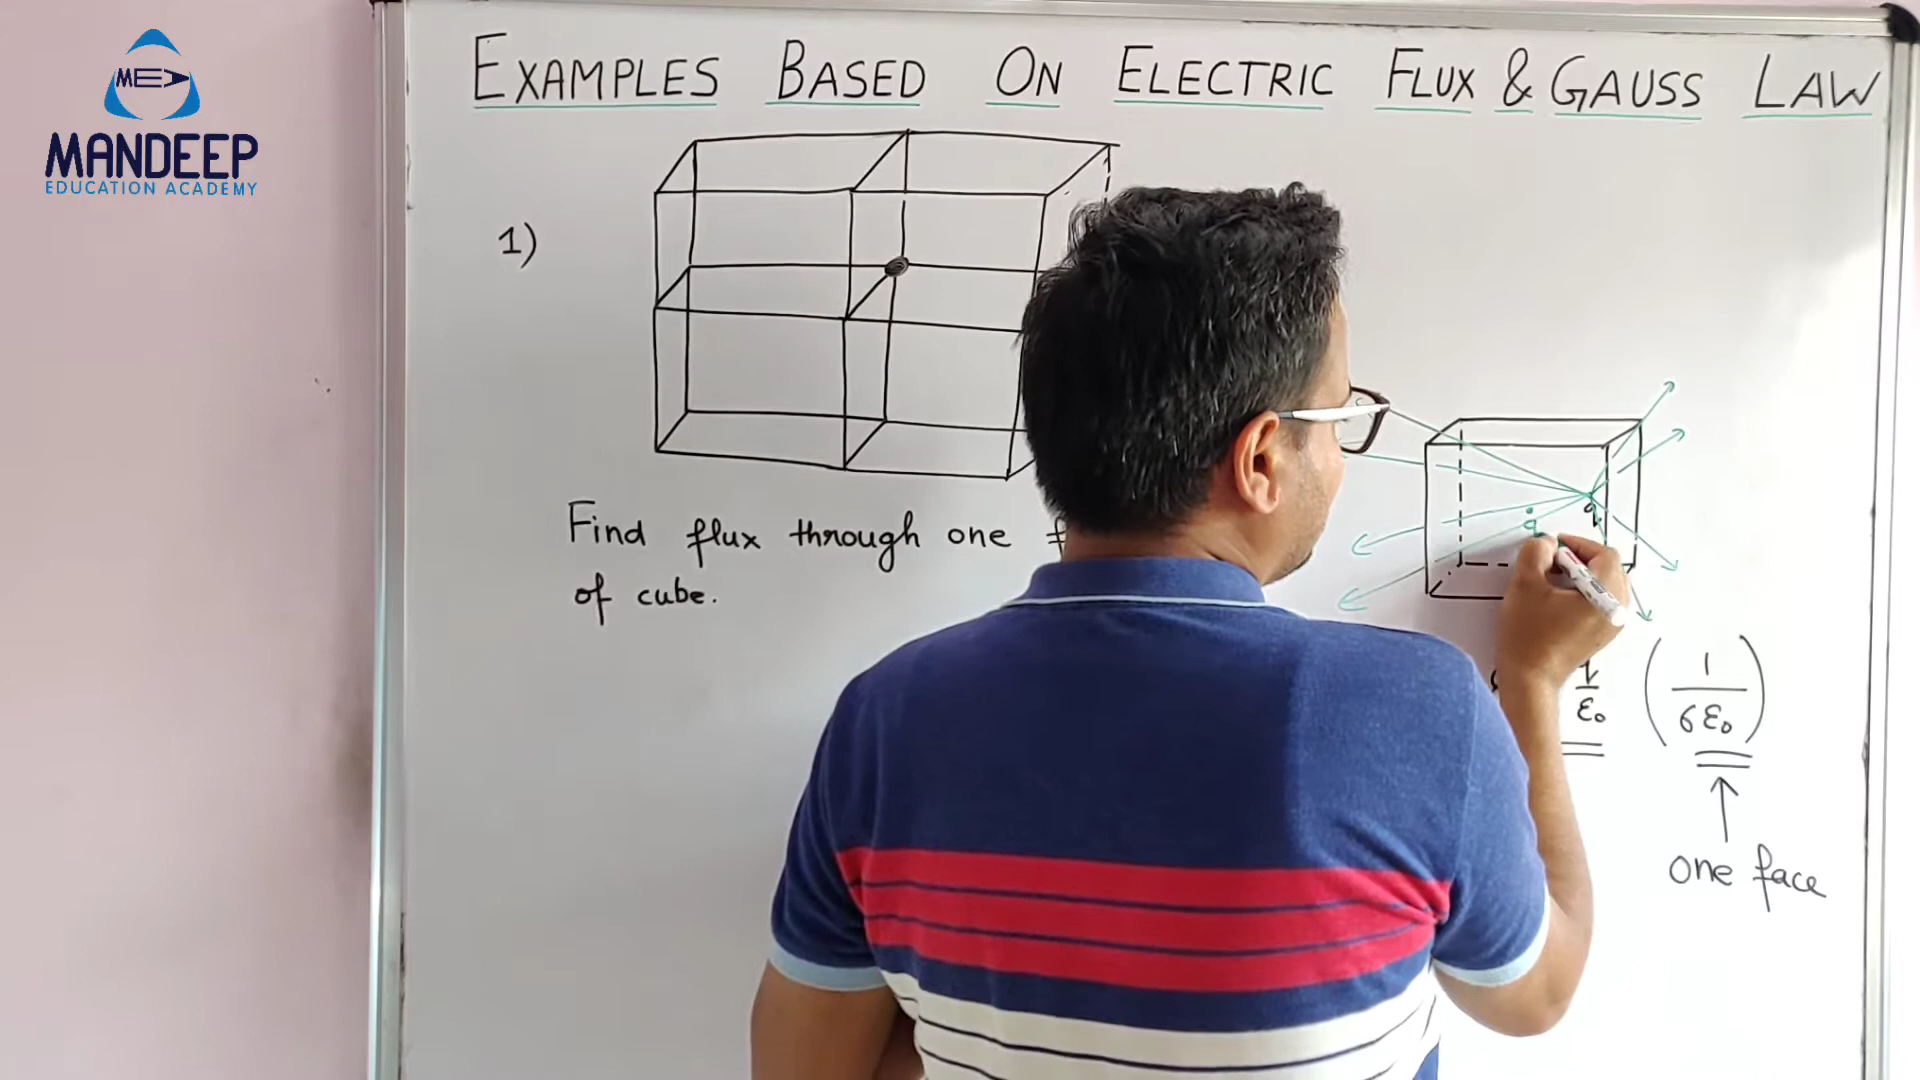 MEA
MANDEEP
EDUCATION ACADEMY
EXAMPLES BASED ON ELECTRIC FLUX & GAUSS LAW
1)
Find flux through one
of cube.
q
q
q/ε₀ (1/6ε₀)
one face